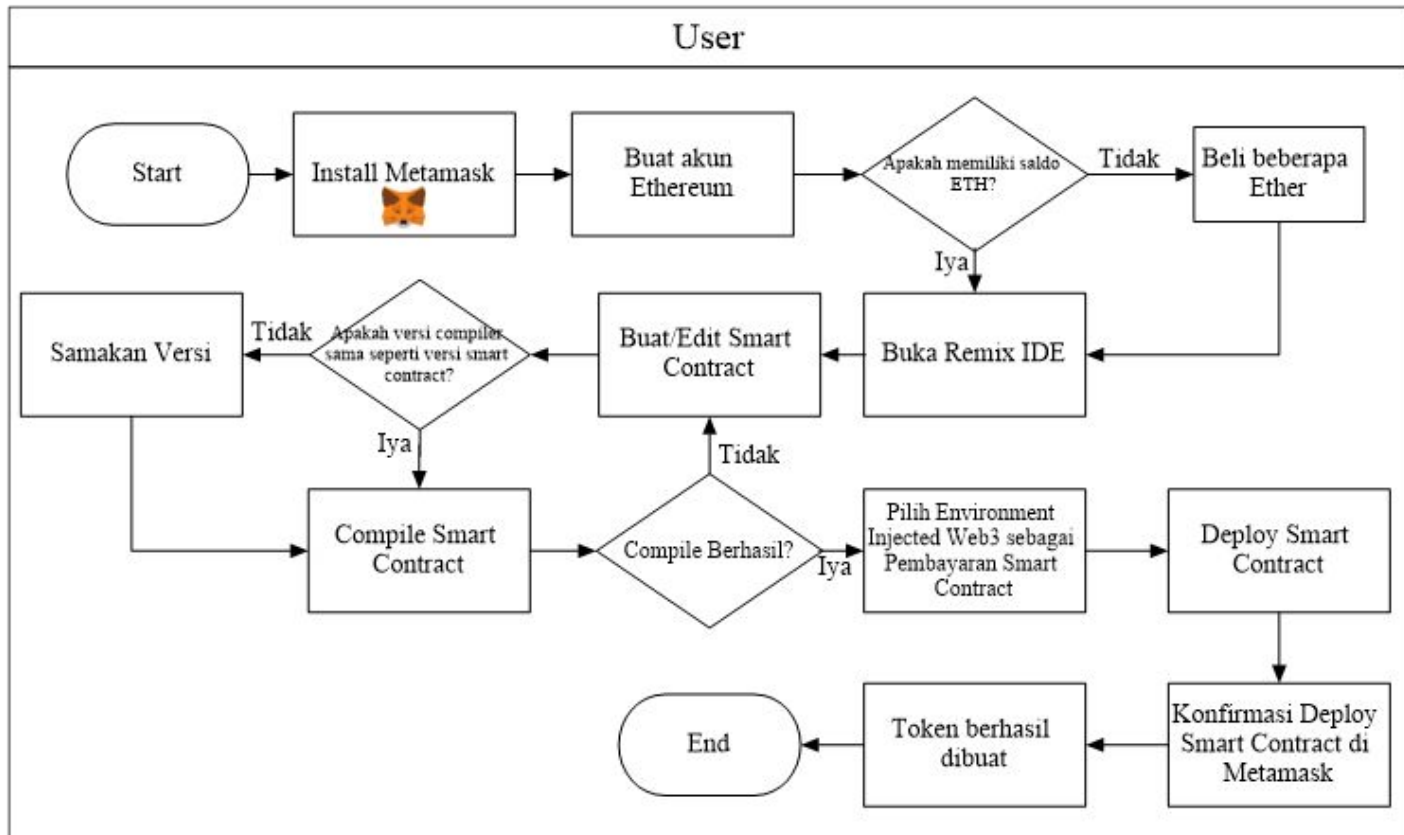 User
Start
Install Metamask
Buat akun
Ethereum
Apakah memiliki saldo
ETH?
Tidak
Beli beberapa
Ether
Iya
Buka Remix IDE
Buat/Edit Smart
Contract
Apakah versi compiler
sama seperti versi smart
contract?
Tidak
Samakan Versi
Iya
Compile Smart
Contract
Compile Berhasil?
Tidak
Iya
Pilih Environment
Injected Web3 sebagai
Pembayaran Smart
Contract
Deploy Smart
Contract
Konfirmasi Deploy
Smart Contract di
Metamask
Token berhasil
dibuat
End